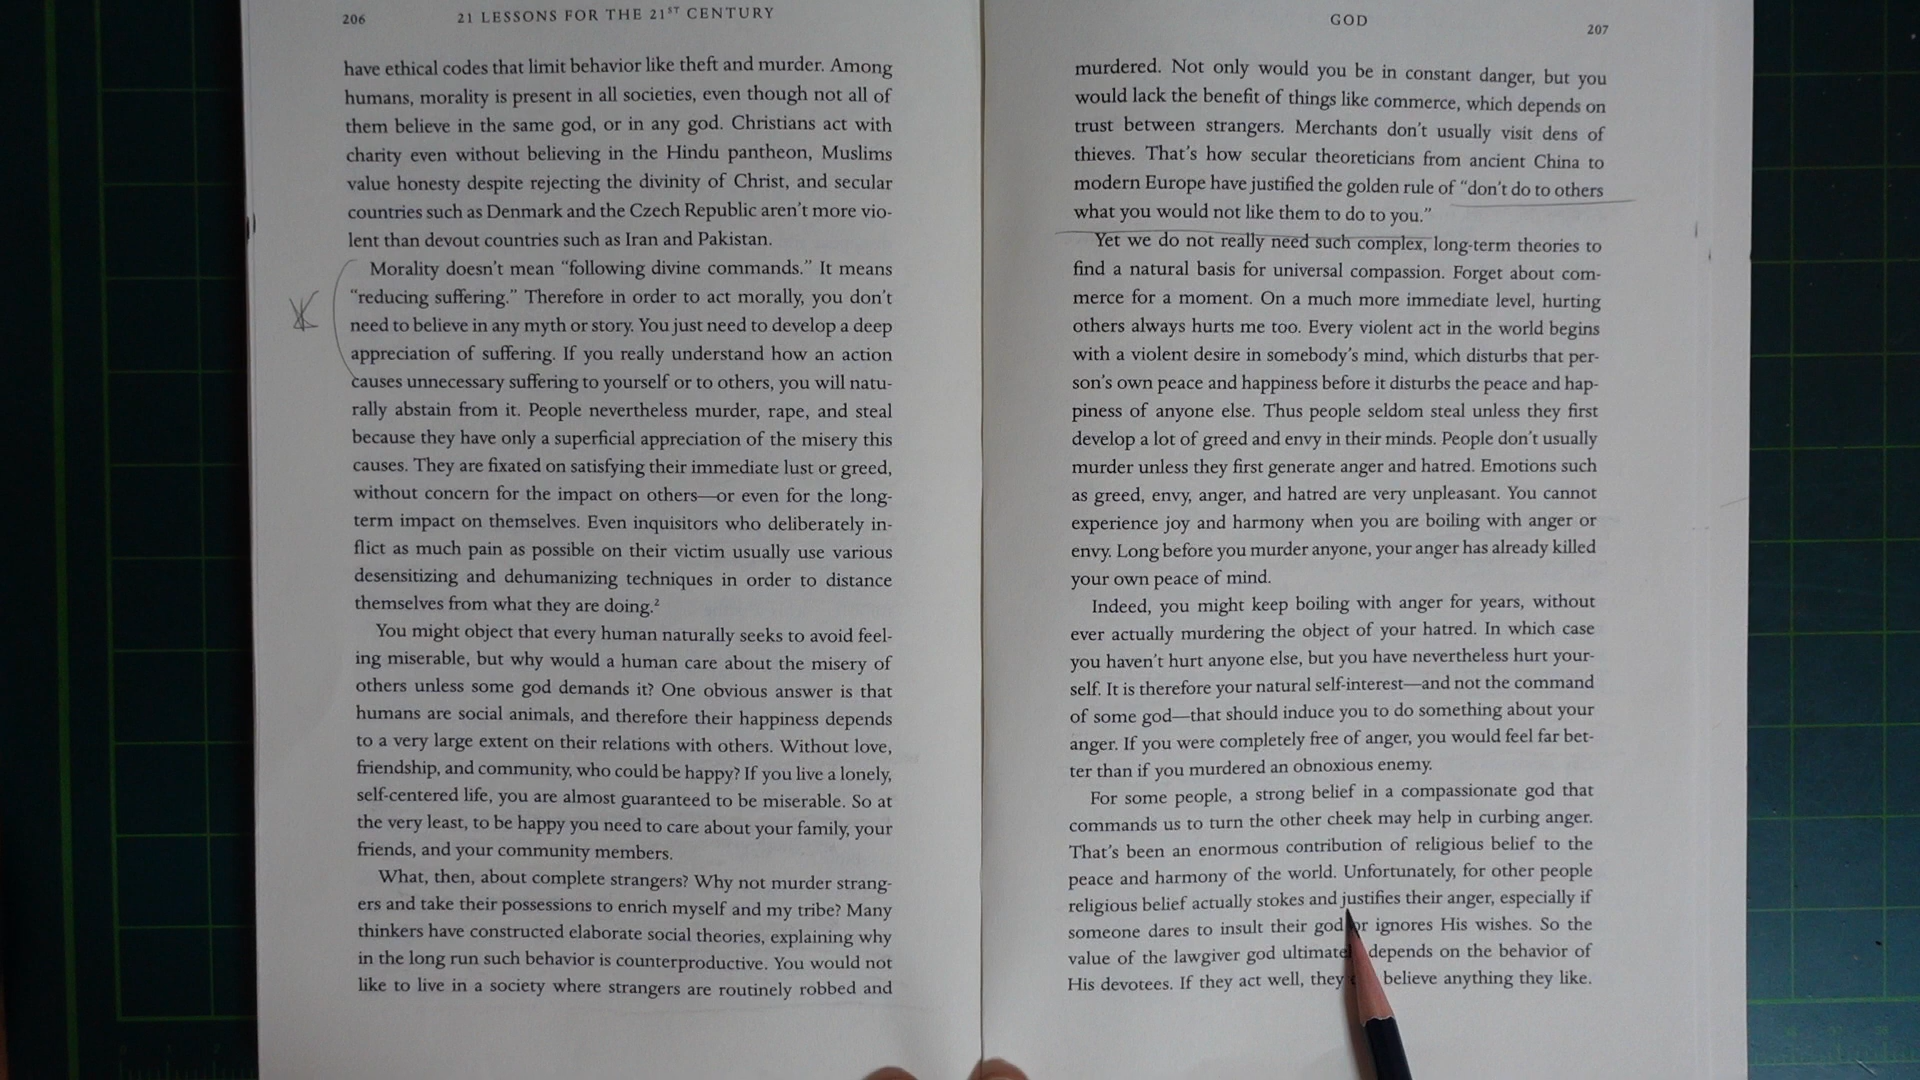 206
21 LESSONS FOR THE 21ST CENTURY
have ethical codes that limit behavior like theft and murder. Among
humans, morality is present in all societies, even though not all of
them believe in the same god, or in any god. Christians act with
charity even without believing in the Hindu pantheon, Muslims
value honesty despite rejecting the divinity of Christ, and secular
countries such as Denmark and the Czech Republic aren't more vio-
lent than devout countries such as Iran and Pakistan.
Morality doesn't mean “following divine commands.” It means
“reducing suffering.” Therefore in order to act morally, you don't
need to believe in any myth or story. You just need to develop a deep
appreciation of suffering. If you really understand how an action
causes unnecessary suffering to yourself or to others, you will natu-
rally abstain from it. People nevertheless murder, rape, and steal
because they have only a superficial appreciation of the misery this
causes. They are fixated on satisfying their immediate lust or greed,
without concern for the impact on others—or even for the long-
term impact on themselves. Even inquisitors who deliberately in-
flict as much pain as possible on their victim usually use various
desensitizing and dehumanizing techniques in order to distance
themselves from what they are doing.²
You might object that every human naturally seeks to avoid feel-
ing miserable, but why would a human care about the misery of
others unless some god demands it? One obvious answer is that
humans are social animals, and therefore their happiness depends
to a very large extent on their relations with others. Without love,
friendship, and community, who could be happy? If you live a lonely,
self-centered life, you are almost guaranteed to be miserable. So at
the very least, to be happy you need to care about your family, your
friends, and your community members.
What, then, about complete strangers? Why not murder strang-
ers and take their possessions to enrich myself and my tribe? Many
thinkers have constructed elaborate social theories, explaining why
in the long run such behavior is counterproductive. You would not
like to live in a society where strangers are routinely robbed and
GOD
207
murdered. Not only would you be in constant danger, but you
would lack the benefit of things like commerce, which depends on
trust between strangers. Merchants don't usually visit dens of
thieves. That's how secular theoreticians from ancient China to
modern Europe have justified the golden rule of “don't do to others
what you would not like them to do to you.”
Yet we do not really need such complex, long-term theories to
find a natural basis for universal compassion. Forget about com-
merce for a moment. On a much more immediate level, hurting
others always hurts me too. Every violent act in the world begins
with a violent desire in somebody's mind, which disturbs that per-
son's own peace and happiness before it disturbs the peace and hap-
piness of anyone else. Thus people seldom steal unless they first
develop a lot of greed and envy in their minds. People don't usually
murder unless they first generate anger and hatred. Emotions such
as greed, envy, anger, and hatred are very unpleasant. You cannot
experience joy and harmony when you are boiling with anger or
envy. Long before you murder anyone, your anger has already killed
your own peace of mind.
Indeed, you might keep boiling with anger for years, without
ever actually murdering the object of your hatred. In which case
you haven't hurt anyone else, but you have nevertheless hurt your-
self. It is therefore your natural self-interest—and not the command
of some god—that should induce you to do something about your
anger. If you were completely free of anger, you would feel far bet-
ter than if you murdered an obnoxious enemy.
For some people, a strong belief in a compassionate god that
commands us to turn the other cheek may help in curbing anger.
That's been an enormous contribution of religious belief to the
peace and harmony of the world. Unfortunately, for other people
religious belief actually stokes and justifies their anger, especially if
someone dares to insult their god or ignores His wishes. So the
value of the lawgiver god ultimately depends on the behavior of
His devotees. If they act well, they believe anything they like.